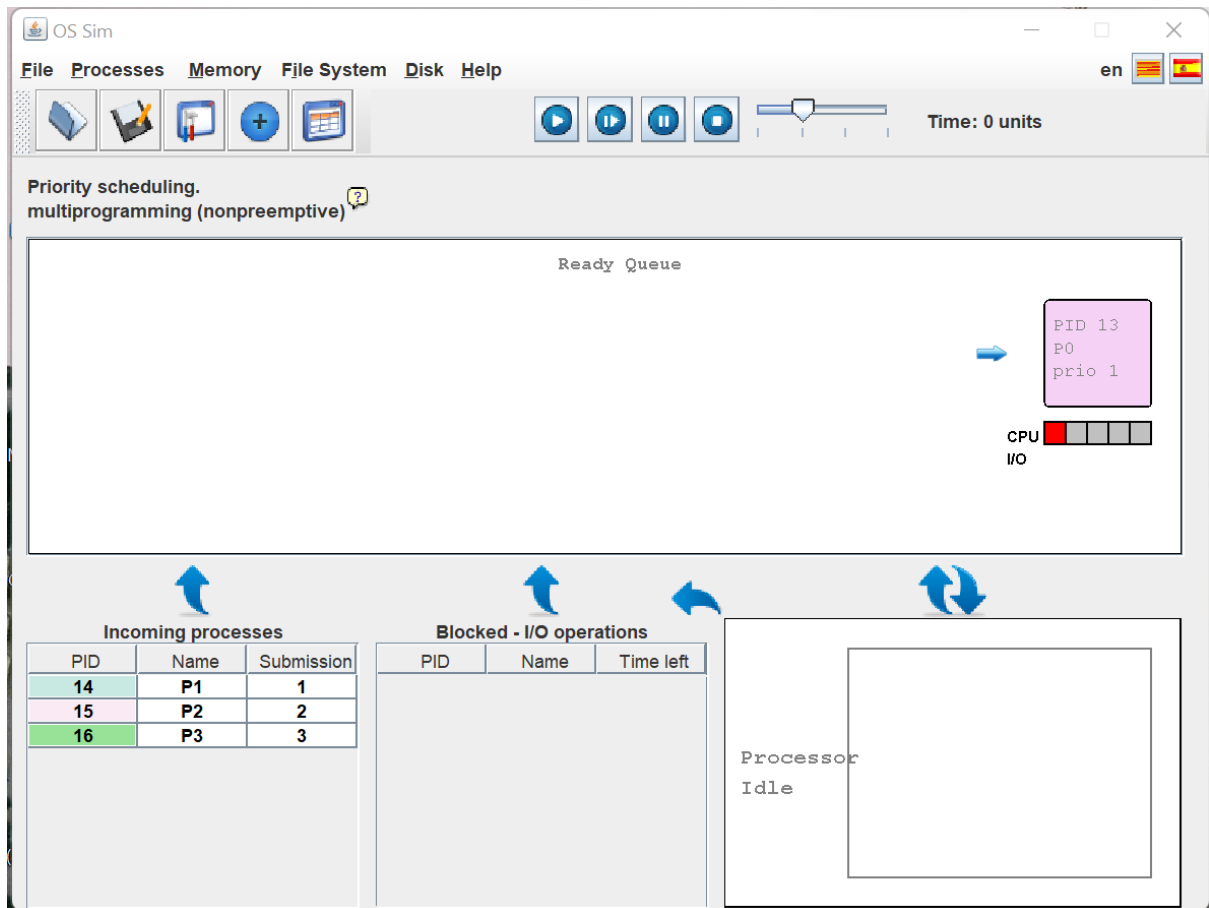 OS Sim
File Processes Memory File System Disk Help en
Time: 0 units
Priority scheduling.
multiprogramming (nonpreemptive) ?
Ready Queue
PID 13
P0
prio 1
CPU
I/O
Incoming processes
PID Name Submission
14 P1 1
15 P2 2
16 P3 3
Blocked - I/O operations
PID Name Time left
Processor
Idle